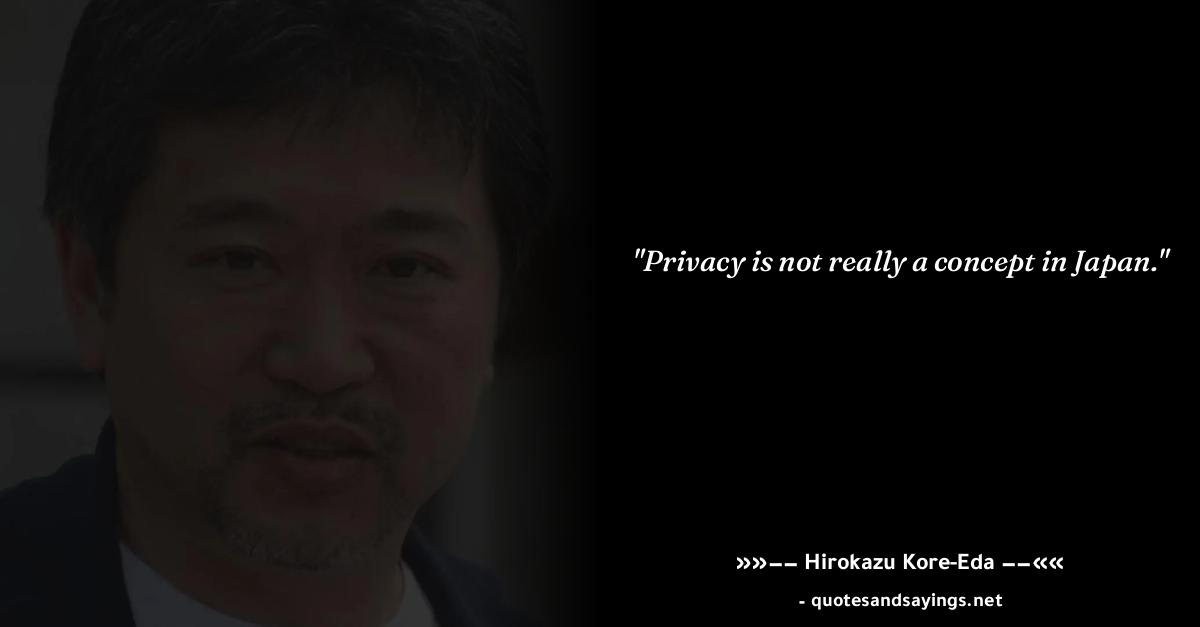 "Privacy is not really a concept in Japan."
»»−− Hirokazu Kore-Eda −−««
- quotesandsayings.net